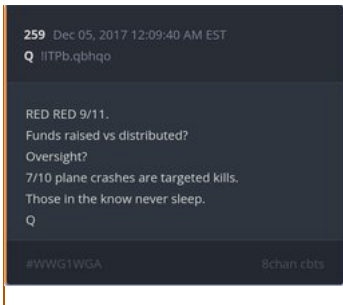 259 Dec 05, 2017 12:09:40 AM EST
Q !ITPb.qbhqo
RED RED 9/11.
Funds raised vs distributed?
Oversight?
7/10 plane crashes are targeted kills.
Those in the know never sleep.
Q
#WWG1WGA 8chan cbts